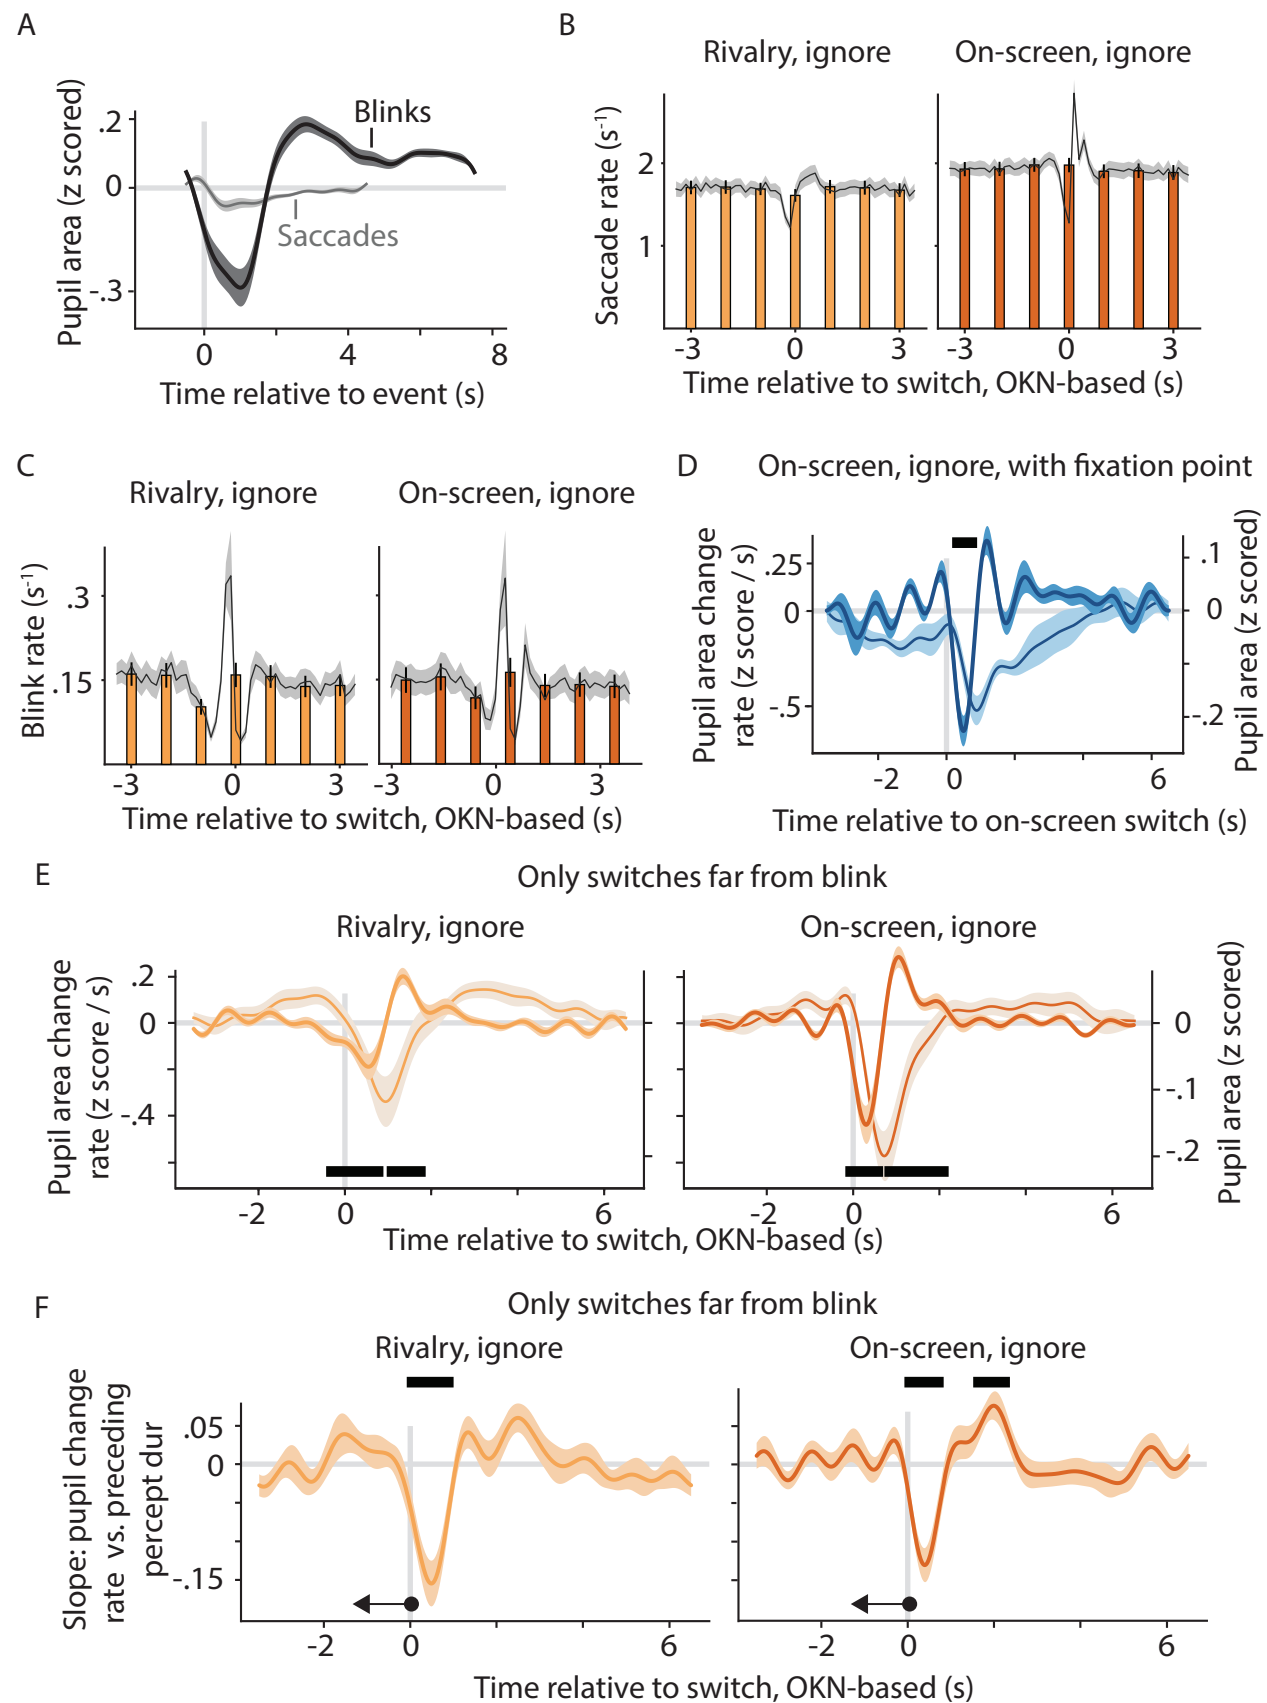 A
Pupil area (z scored)
.2
0
-.3
Blinks
Saccades
0 4 8
Time relative to event (s)
B
Rivalry, ignore
On-screen, ignore
Saccade rate (s-1)
2
1
-3 0 3
-3 0 3
Time relative to switch, OKN-based (s)
C
Rivalry, ignore
On-screen, ignore
Blink rate (s-1)
.3
.15
-3 0 3
-3 0 3
Time relative to switch, OKN-based (s)
D
On-screen, ignore, with fixation point
Pupil area change
rate (z score / s)
.25
0
-.5
.1
0
-.2
Pupil area (z scored)
-2 0 6
Time relative to on-screen switch (s)
E
Only switches far from blink
Rivalry, ignore
On-screen, ignore
Pupil area change
rate (z score / s)
.2
0
-.4
0
-.1
-.2
Pupil area (z scored)
-2 0 6
-2 0 6
Time relative to switch, OKN-based (s)
F
Only switches far from blink
Rivalry, ignore
On-screen, ignore
Slope: pupil change
rate vs. preceding
percept dur
.05
0
-.15
-2 0 6
-2 0 6
Time relative to switch, OKN-based (s)